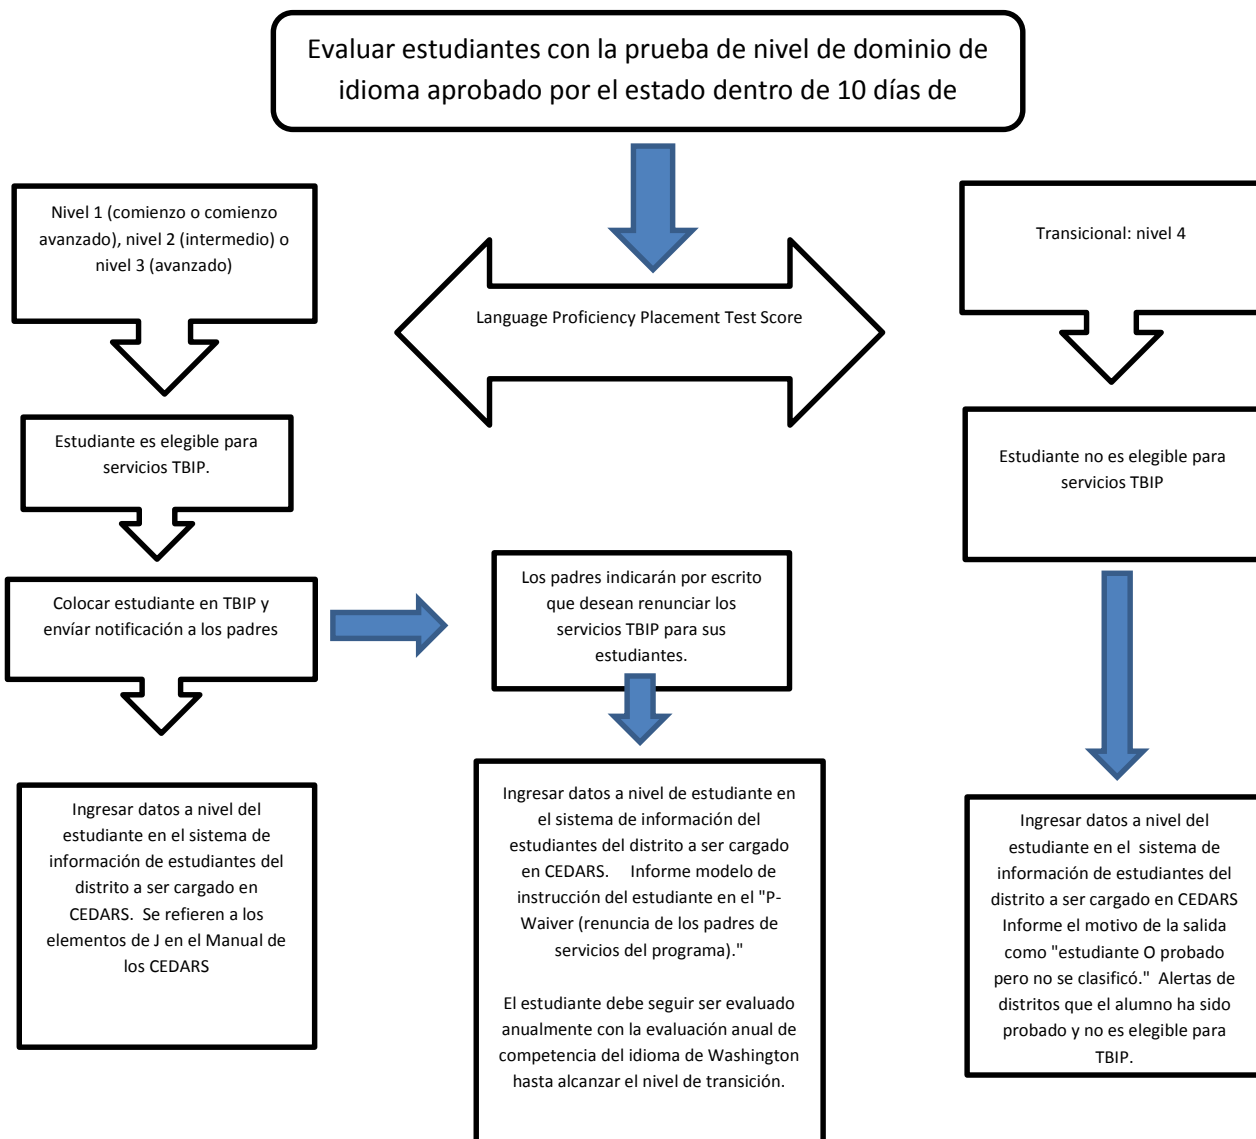 Evaluar estudiantes con la prueba de nivel de dominio de
idioma aprobado por el estado dentro de 10 días de
Nivel 1 (comienzo o comienzo
avanzado), nivel 2 (intermedio) o
nivel 3 (avanzado)
Language Proficiency Placement Test Score
Transicional: nivel 4
Estudiante es elegible para
servicios TBIP.
Estudiante no es elegible para
servicios TBIP
Colocar estudiante en TBIP y
envíar notificación a los padres
Los padres indicarán por escrito
que desean renunciar los
servicios TBIP para sus
estudiantes.
Ingresar datos a nivel del
estudiante en el sistema de
información de estudiantes del
distrito a ser cargado en
CEDARS.  Se refieren a los
elementos de J en el Manual de
los CEDARS
Ingresar datos a nivel de estudiante en
el sistema de información del
estudiantes del distrito a ser cargado
en CEDARS.    Informe modelo de
instrucción del estudiante en el "P-
Waiver (renuncia de los padres de
servicios del programa)."
El estudiante debe seguir ser evaluado
anualmente con la evaluación anual de
competencia del idioma de Washington
hasta alcanzar el nivel de transición.
Ingresar datos a nivel del
estudiante en el  sistema de
información de estudiantes del
distrito a ser cargado en CEDARS
Informe el motivo de la salida
como "estudiante O probado
pero no se clasificó."  Alertas de
distritos que el alumno ha sido
probado y no es elegible para
TBIP.